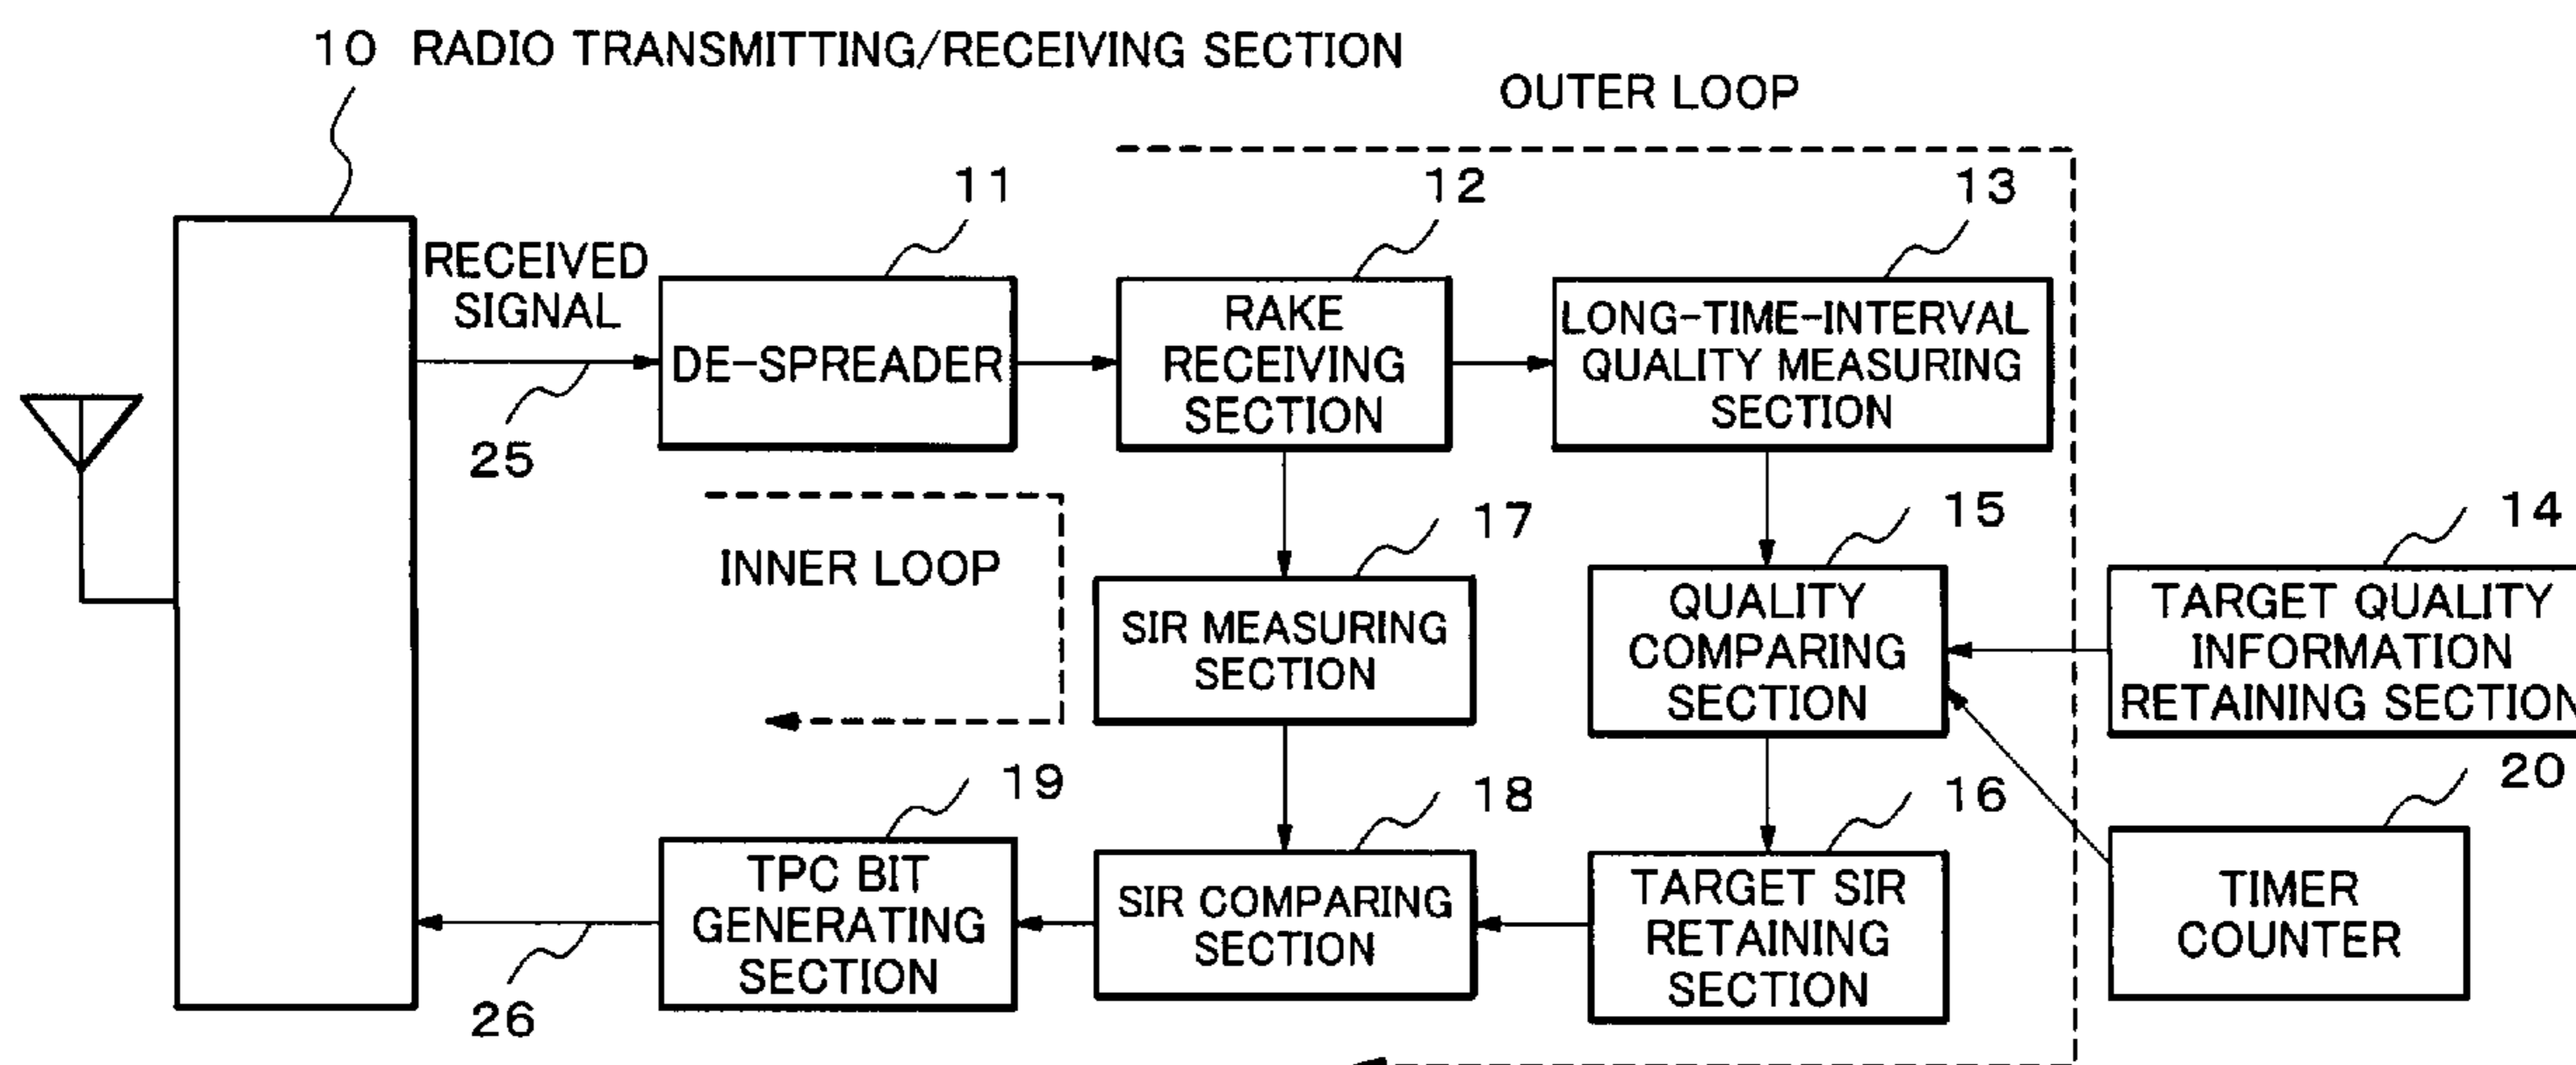 10 RADIO TRANSMITTING/RECEIVING SECTION
OUTER LOOP
11
12
13
RECEIVED
SIGNAL
25
DE-SPREADER
RAKE
RECEIVING
SECTION
LONG-TIME-INTERVAL
QUALITY MEASURING
SECTION
INNER LOOP
17
15
14
SIR MEASURING
SECTION
QUALITY
COMPARING
SECTION
TARGET QUALITY
INFORMATION
RETAINING SECTION
19
18
16
20
TPC BIT
GENERATING
SECTION
26
SIR COMPARING
SECTION
TARGET SIR
RETAINING
SECTION
TIMER
COUNTER